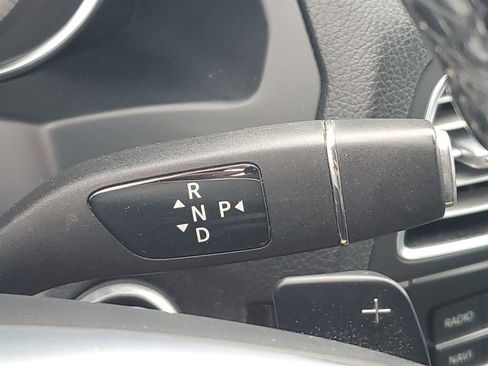 R
▲ N P ◄
▼ D
+
RADIO
NAVI